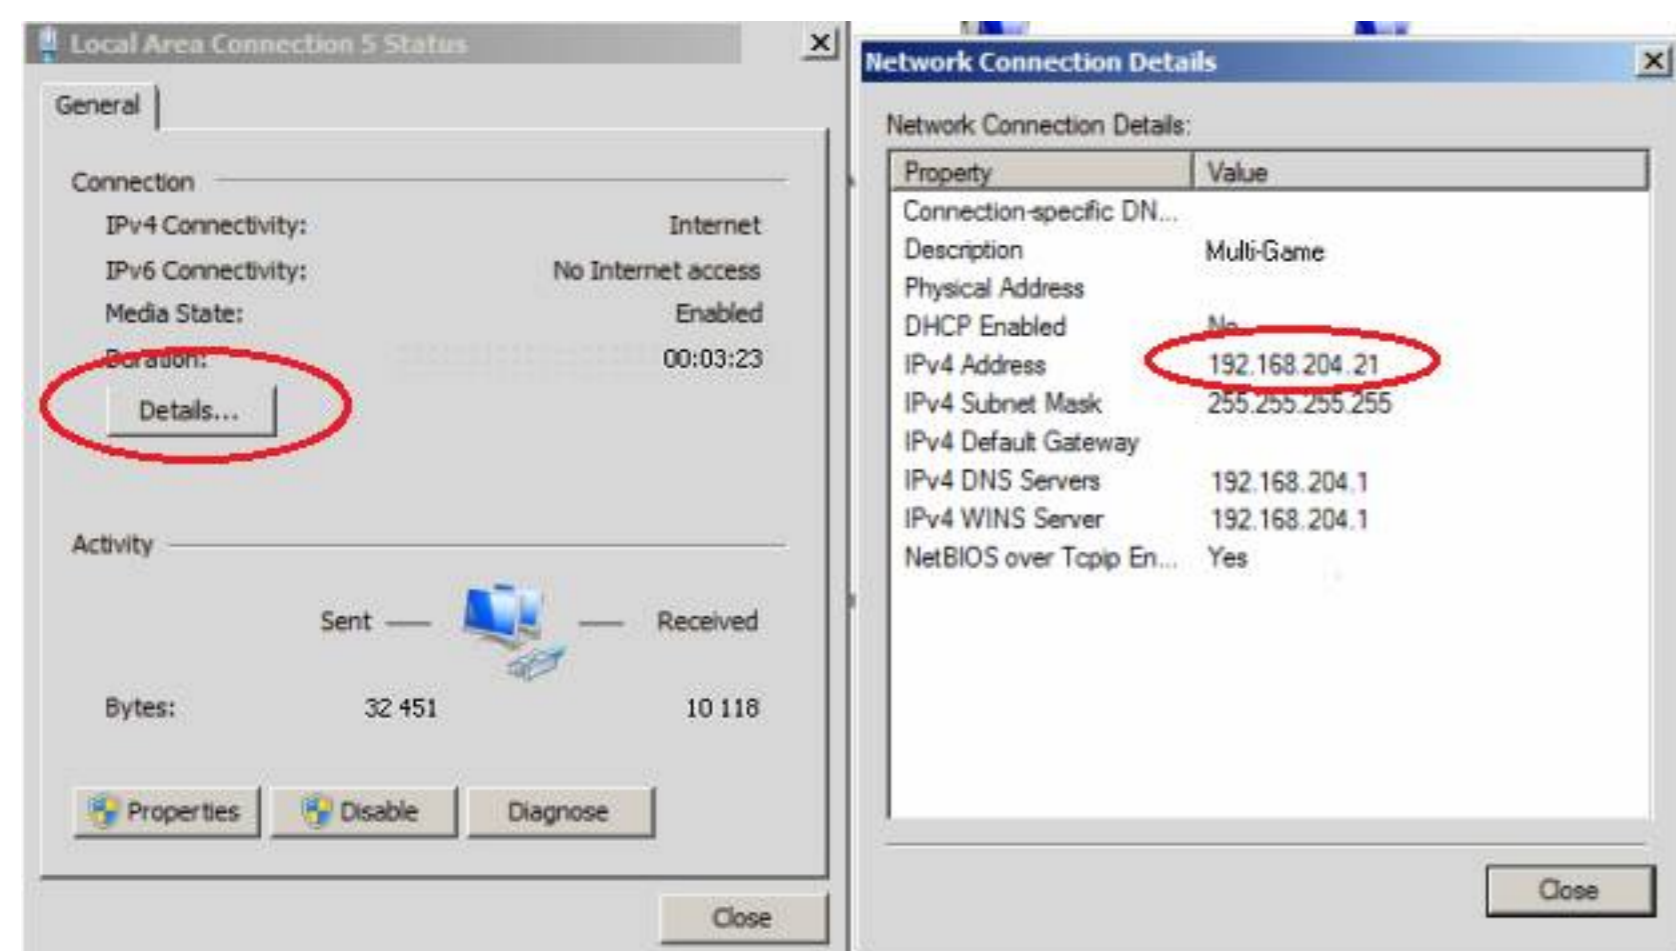 Local Area Connection 5 Status
General
Connection
IPv4 Connectivity: Internet
IPv6 Connectivity: No Internet access
Media State: Enabled
Duration: 00:03:23
Details...
Activity
Sent Received
Bytes: 32 451 10 118
Properties Disable Diagnose
Close
Network Connection Details
Network Connection Details:
Property Value
Connection-specific DN...
Description Multi-Game
Physical Address
DHCP Enabled No
IPv4 Address 192.168.204.21
IPv4 Subnet Mask 255.255.255.255
IPv4 Default Gateway
IPv4 DNS Servers 192.168.204.1
IPv4 WINS Server 192.168.204.1
NetBIOS over Tcpip En... Yes
Close